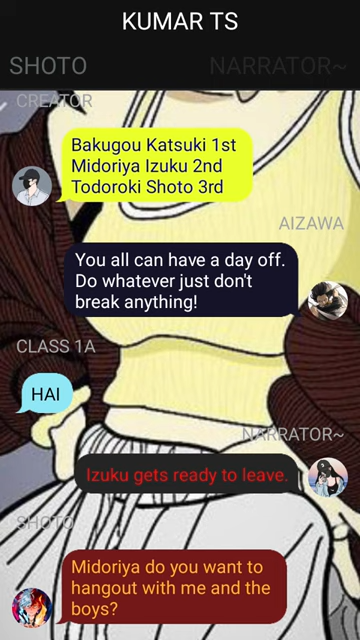 KUMAR TS
SHOTO
NARRATOR~
CREATOR
Bakugou Katsuki 1st
Midoriya Izuku 2nd
Todoroki Shoto 3rd
AIZAWA
You all can have a day off.
Do whatever just don't
break anything!
CLASS 1A
HAI
NARRATOR~
Izuku gets ready to leave.
SHOTO
Midoriya do you want to
hangout with me and the
boys?